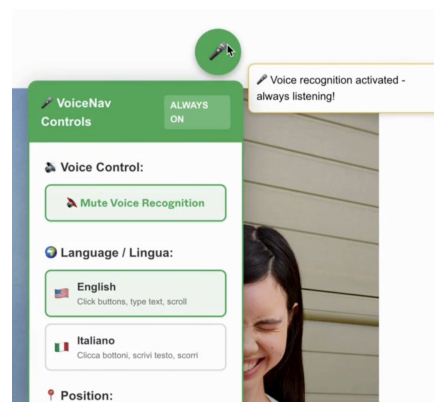 Voice recognition activated -
always listening!
VoiceNav
Controls
ALWAYS
ON
Voice Control:
Mute Voice Recognition
Language / Lingua:
English
Click buttons, type text, scroll
Italiano
Clicca bottoni, scrivi testo, scorri
Position: